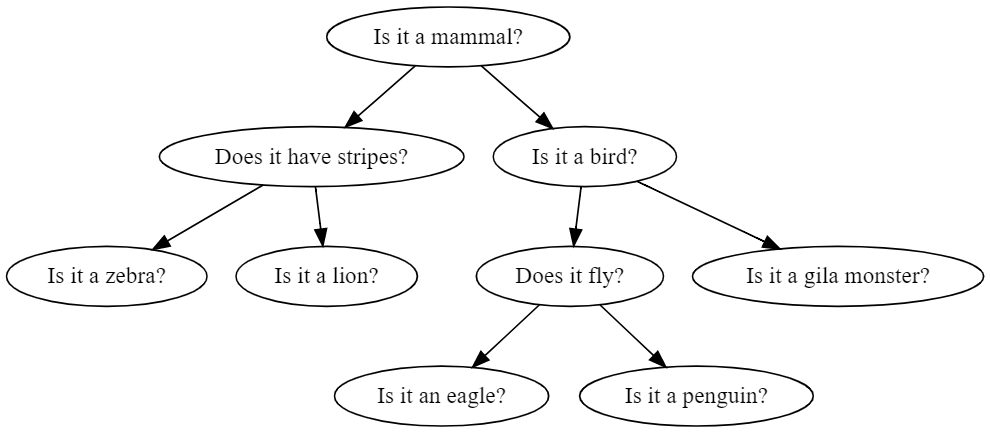 Is it a mammal?
Does it have stripes?
Is it a bird?
Is it a zebra?
Is it a lion?
Does it fly?
Is it a gila monster?
Is it an eagle?
Is it a penguin?